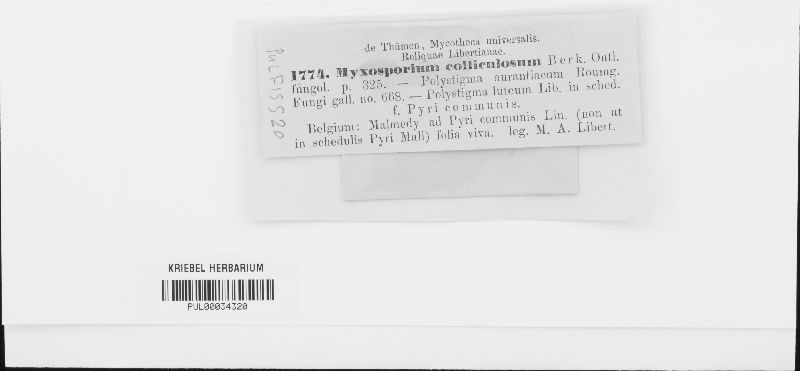 de Thümen, Mycotheca universalis.
Reliquae Libertianae.
1774. Myxosporium colliculosum Berk. Outl.
fungol. p. 325. — Polystigma aurantiacum Roumg.
Fungi gall. no. 668. — Polystigma luteum Lib. in sched.
f. Pyri communis.
Belgium: Malmedy ad Pyri communis Lin. (non ut
in schedulis Pyri Mali) folia viva. leg. M. A. Libert.
PUL F15520
KRIEBEL HERBARIUM
PUL00034320